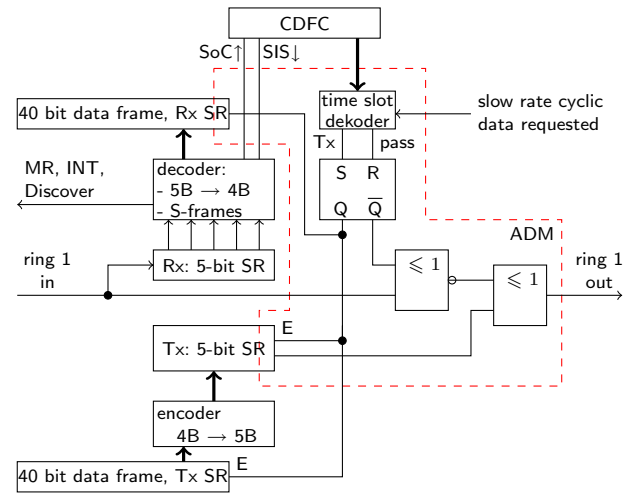 CDFC
SoC↑ SIS↓
40 bit data frame, Rx SR
time slot
dekoder
slow rate cyclic
data requested
Tx pass
MR, INT,
Discover
decoder:
- 5B → 4B
- S-frames
S R
Q Q̅
ADM
ring 1
in
Rx: 5-bit SR
⩽ 1
⩽ 1
ring 1
out
E
Tx: 5-bit SR
encoder
4B → 5B
40 bit data frame, Tx SR
E